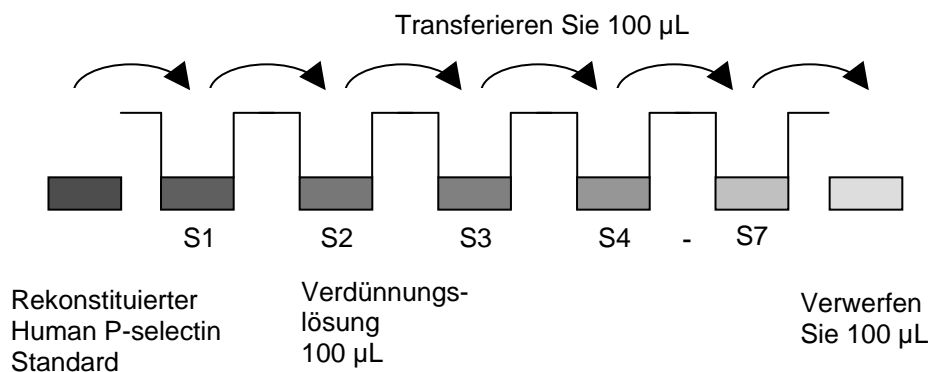 Transferieren Sie 100 µL
S1 S2 S3 S4 - S7
Rekonstituierter
Human P-selectin
Standard
Verdünnungs-
lösung
100 µL
Verwerfen
Sie 100 µL